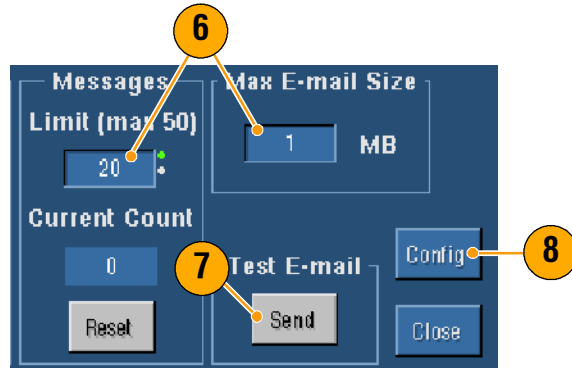 6
Messages
Max E-mail Size
Limit (max 50)
1 MB
20
Current Count
0
7
Test E-mail
Config
8
Reset
Send
Close